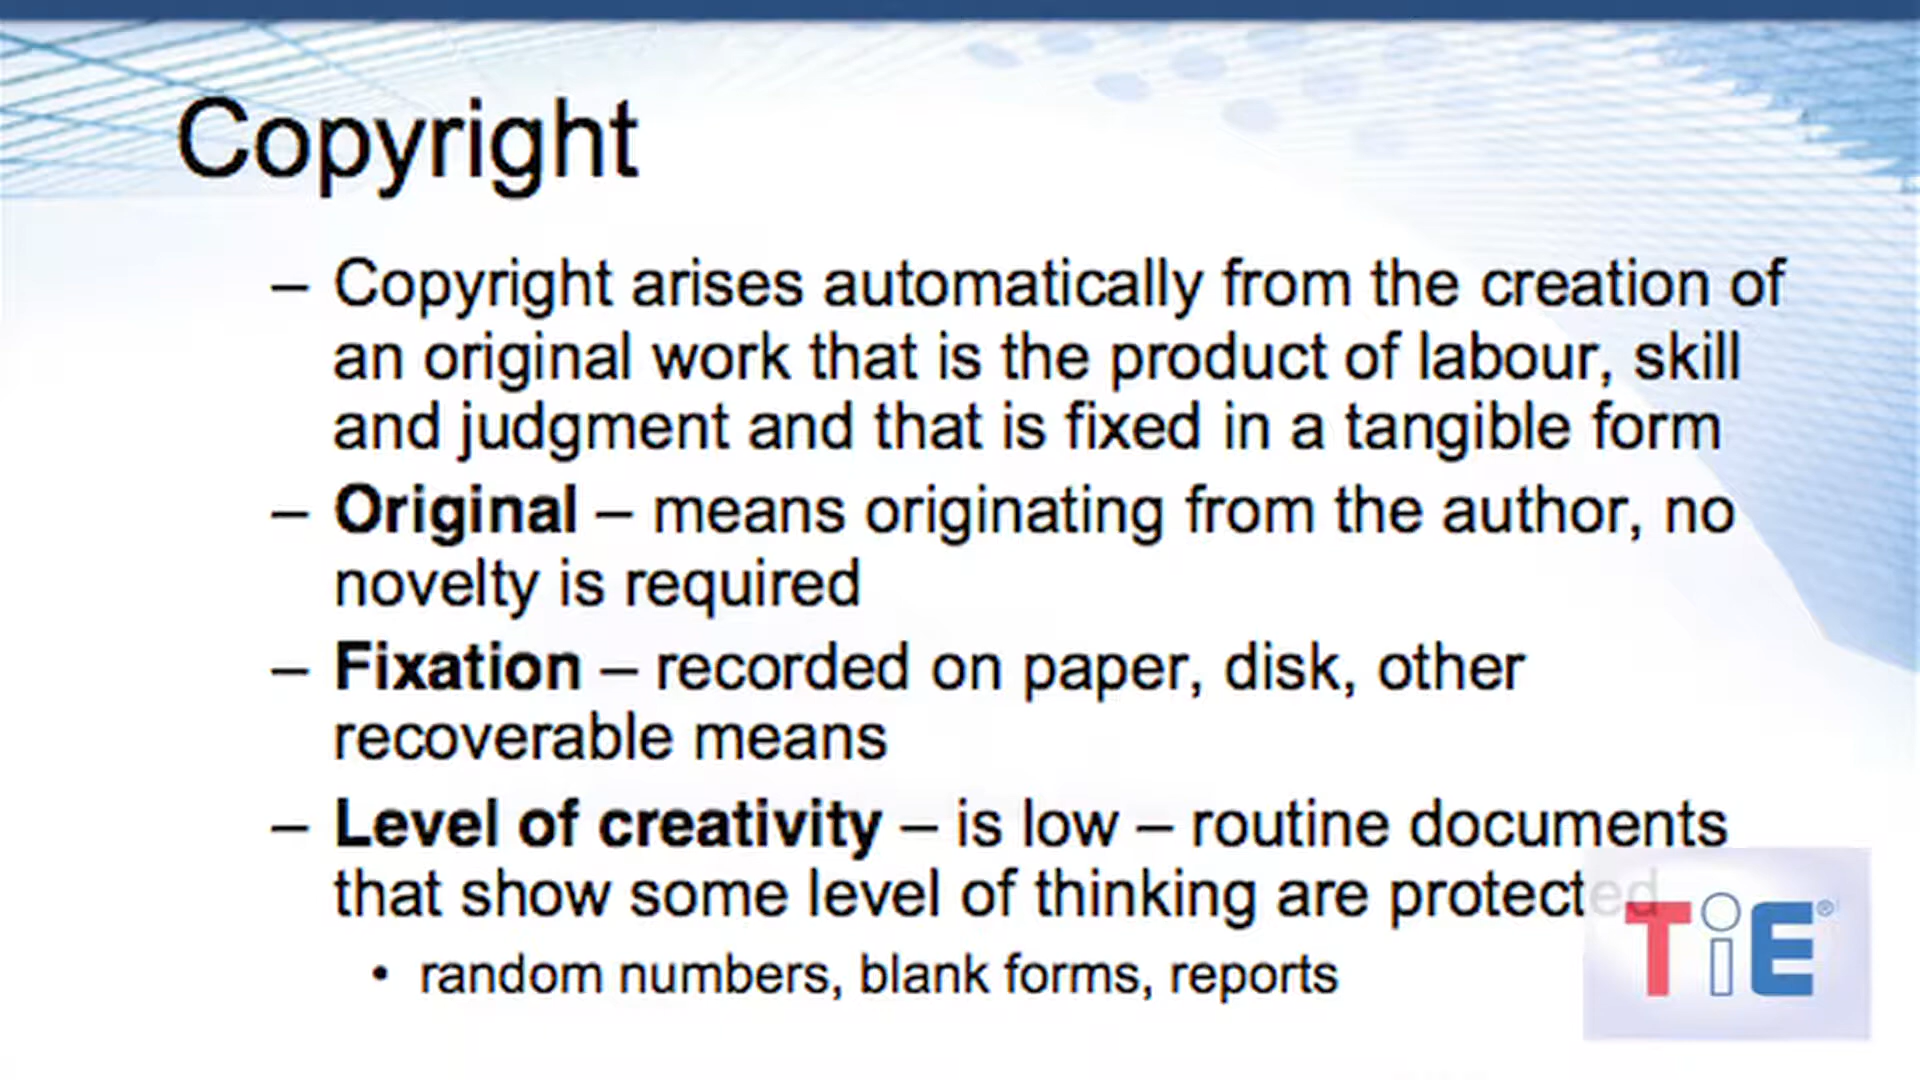 Copyright
– Copyright arises automatically from the creation of
an original work that is the product of labour, skill
and judgment and that is fixed in a tangible form
– Original – means originating from the author, no
novelty is required
– Fixation – recorded on paper, disk, other
recoverable means
– Level of creativity – is low – routine documents
that show some level of thinking are protected
• random numbers, blank forms, reports
TiE®